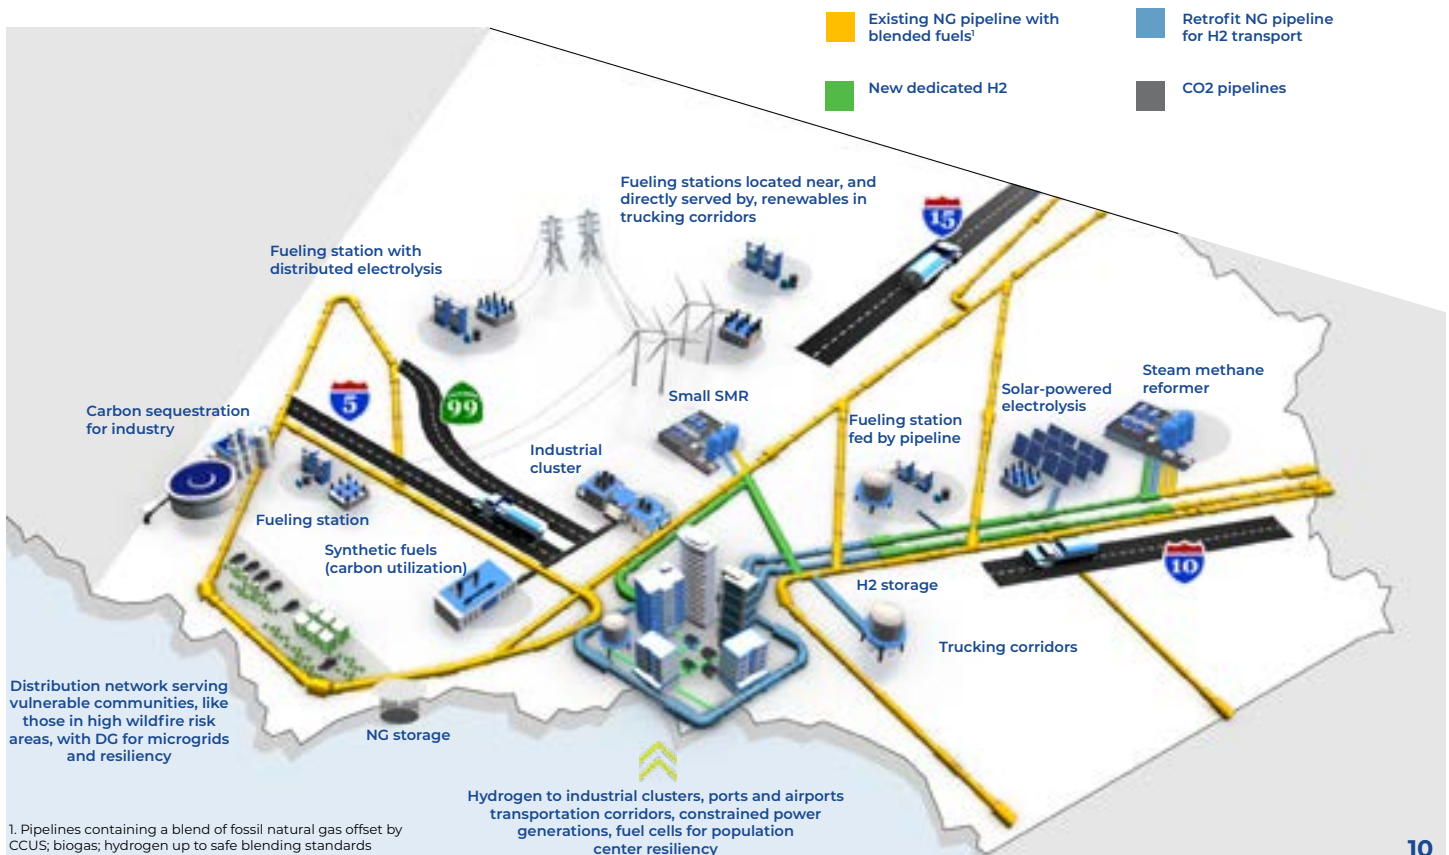 Existing NG pipeline with
blended fuels¹
Retrofit NG pipeline
for H2 transport
New dedicated H2
CO2 pipelines
Fueling stations located near, and
directly served by, renewables in
trucking corridors
15
Fueling station with
distributed electrolysis
5
99
Carbon sequestration
for industry
Small SMR
Steam methane
reformer
Solar-powered
electrolysis
Fueling station
fed by pipeline
Industrial
cluster
Fueling station
Synthetic fuels
(carbon utilization)
10
H2 storage
Trucking corridors
Distribution network serving
vulnerable communities, like
those in high wildfire risk
areas, with DG for microgrids
and resiliency
NG storage
Hydrogen to industrial clusters, ports and airports
transportation corridors, constrained power
generations, fuel cells for population
center resiliency
1. Pipelines containing a blend of fossil natural gas offset by
CCUS; biogas; hydrogen up to safe blending standards
10